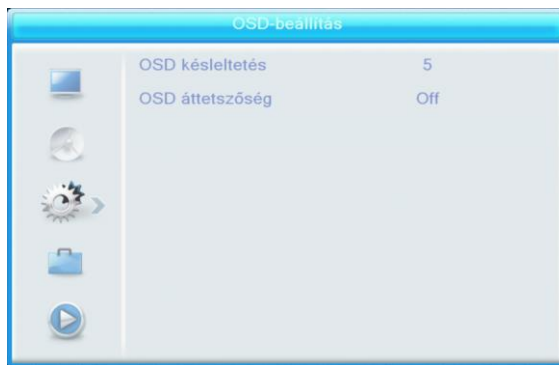 OSD-beállítás
OSD késleltetés 5
OSD áttetszőség Off